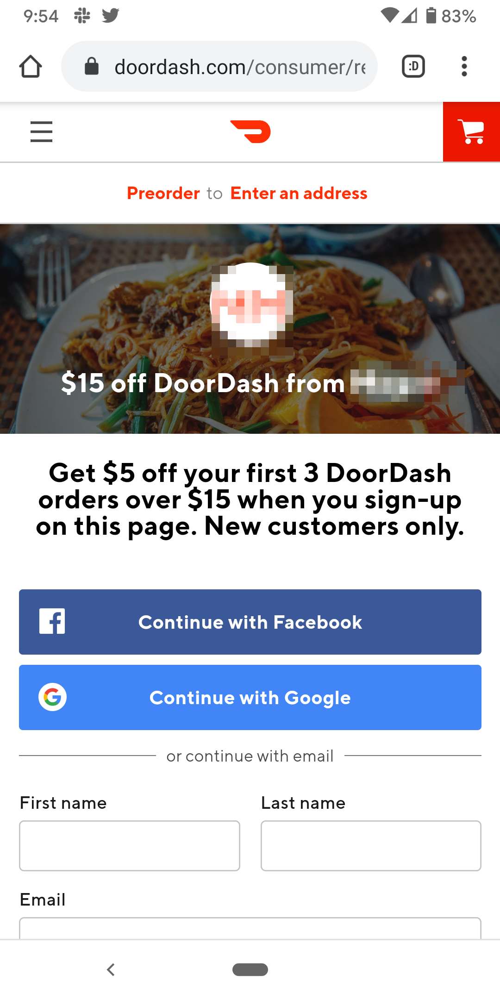 9:54 83%
doordash.com/consumer/re
:D
Preorder to Enter an address
$15 off DoorDash from
Get $5 off your first 3 DoorDash
orders over $15 when you sign-up
on this page. New customers only.
Continue with Facebook
Continue with Google
or continue with email
First name Last name
Email